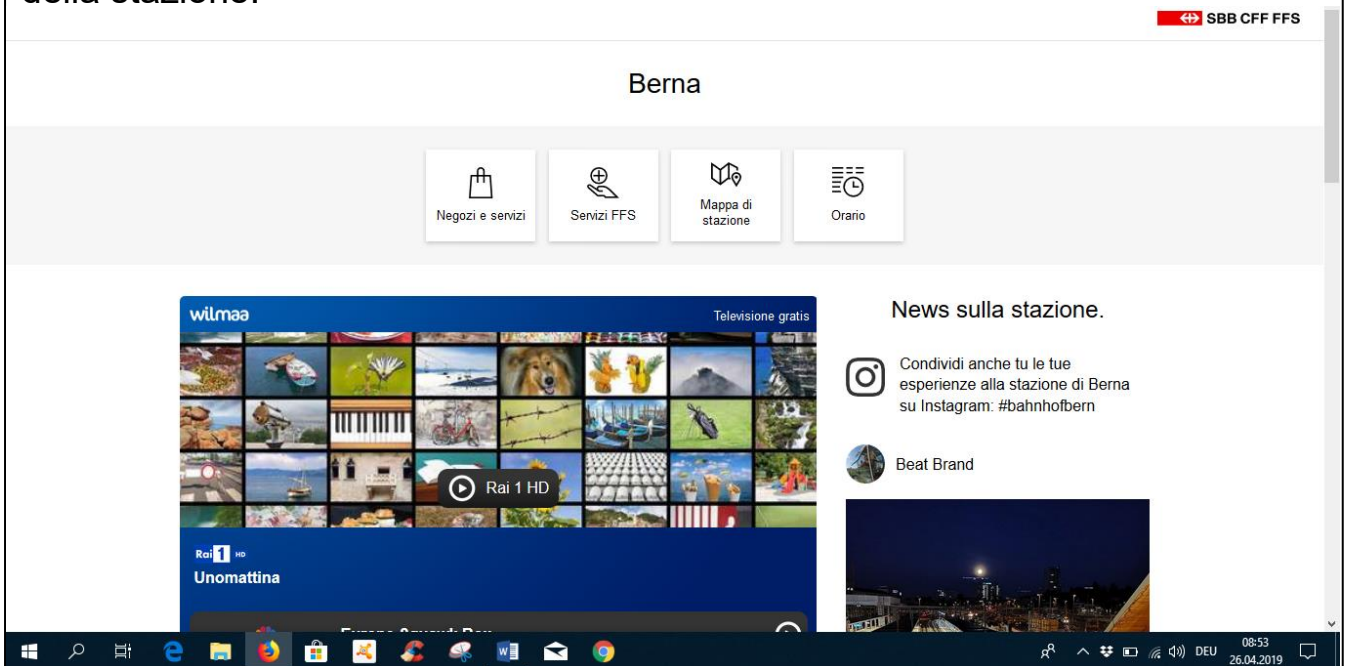 della stazione.
SBB CFF FFS
Berna
Negozi e servizi
Servizi FFS
Mappa di
stazione
Orario
wilmaa
Televisione gratis
Rai 1 HD
Rai 1 HD
Unomattina
News sulla stazione.
Condividi anche tu le tue
esperienze alla stazione di Berna
su Instagram: #bahnhofbern
Beat Brand
DEU
08:53
26.04.2019